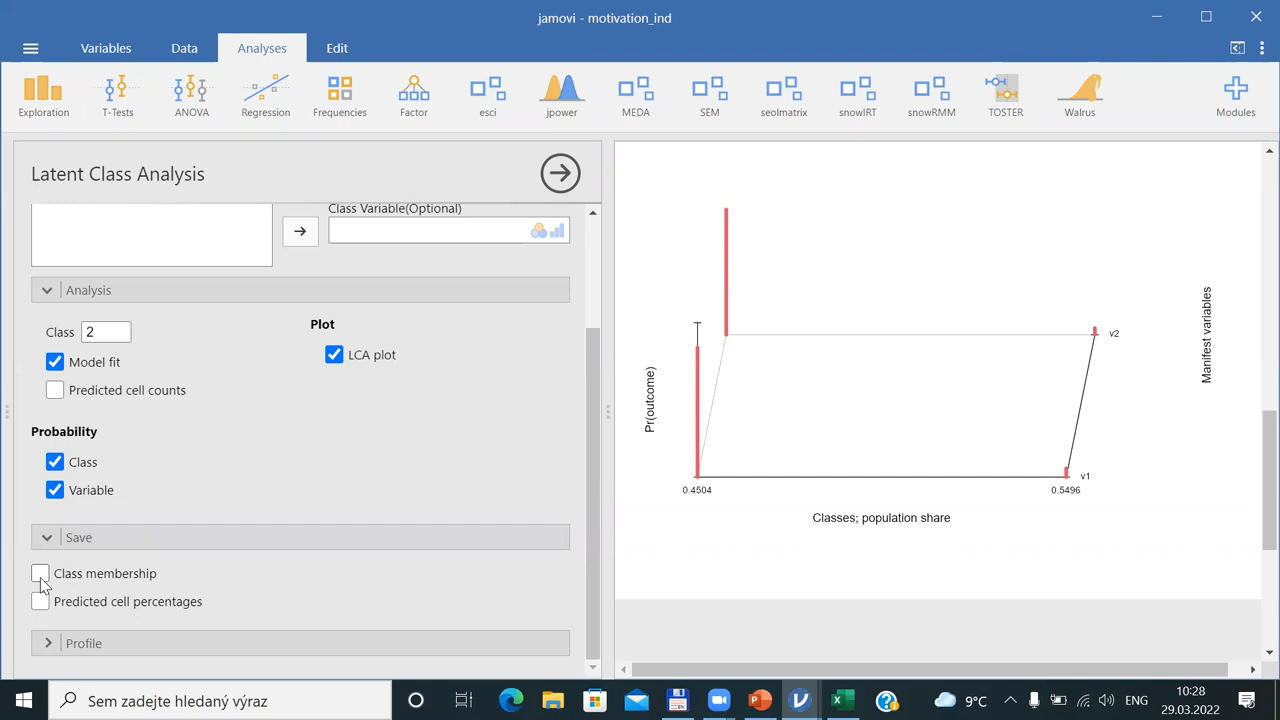 jamovi - motivation_ind
Variables
Data
Analyses
Edit
Exploration
T-Tests
ANOVA
Regression
Frequencies
Factor
esci
jpower
MEDA
SEM
seolmatrix
snowIRT
snowRMM
TOSTER
Walrus
Modules
Latent Class Analysis
Class Variable(Optional)
Analysis
Class 2
Model fit
Predicted cell counts
Plot
LCA plot
Probability
Class
Variable
Save
Class membership
Predicted cell percentages
Profile
Pr(outcome)
v2
v1
Manifest variables
0.4504
0.5496
Classes; population share
Sem zadejte hledaný výraz
9°C
ENG
10:28
29.03.2022